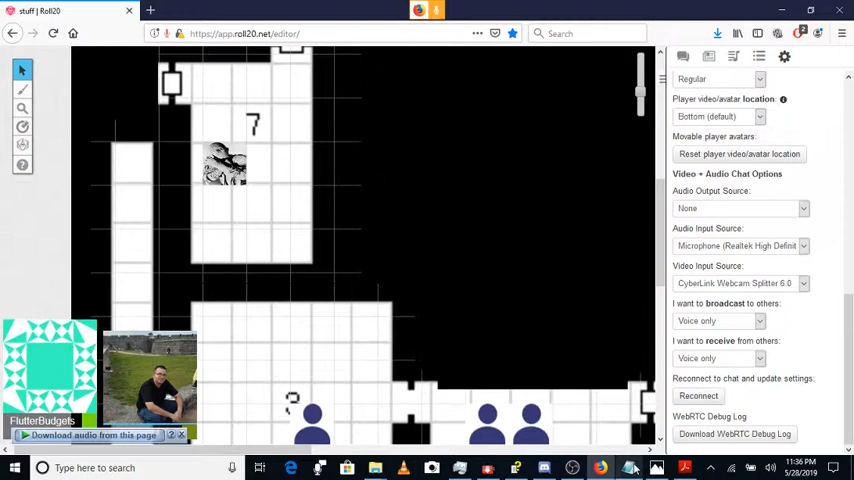 stuff | Roll20
https://app.roll20.net/editor/
Search
Regular
Player video/avatar location:
Bottom (default)
Movable player avatars:
Reset player video/avatar location
Video + Audio Chat Options
Audio Output Source:
None
Audio Input Source:
Microphone (Realtek High Definit
Video Input Source:
CyberLink Webcam Splitter 6.0
I want to broadcast to others:
Voice only
I want to receive from others:
Voice only
Reconnect to chat and update settings:
Reconnect
WebRTC Debug Log
Download WebRTC Debug Log
7
FlutterBudgets
Download audio from this page ? X
Type here to search
11:36 PM
5/28/2019